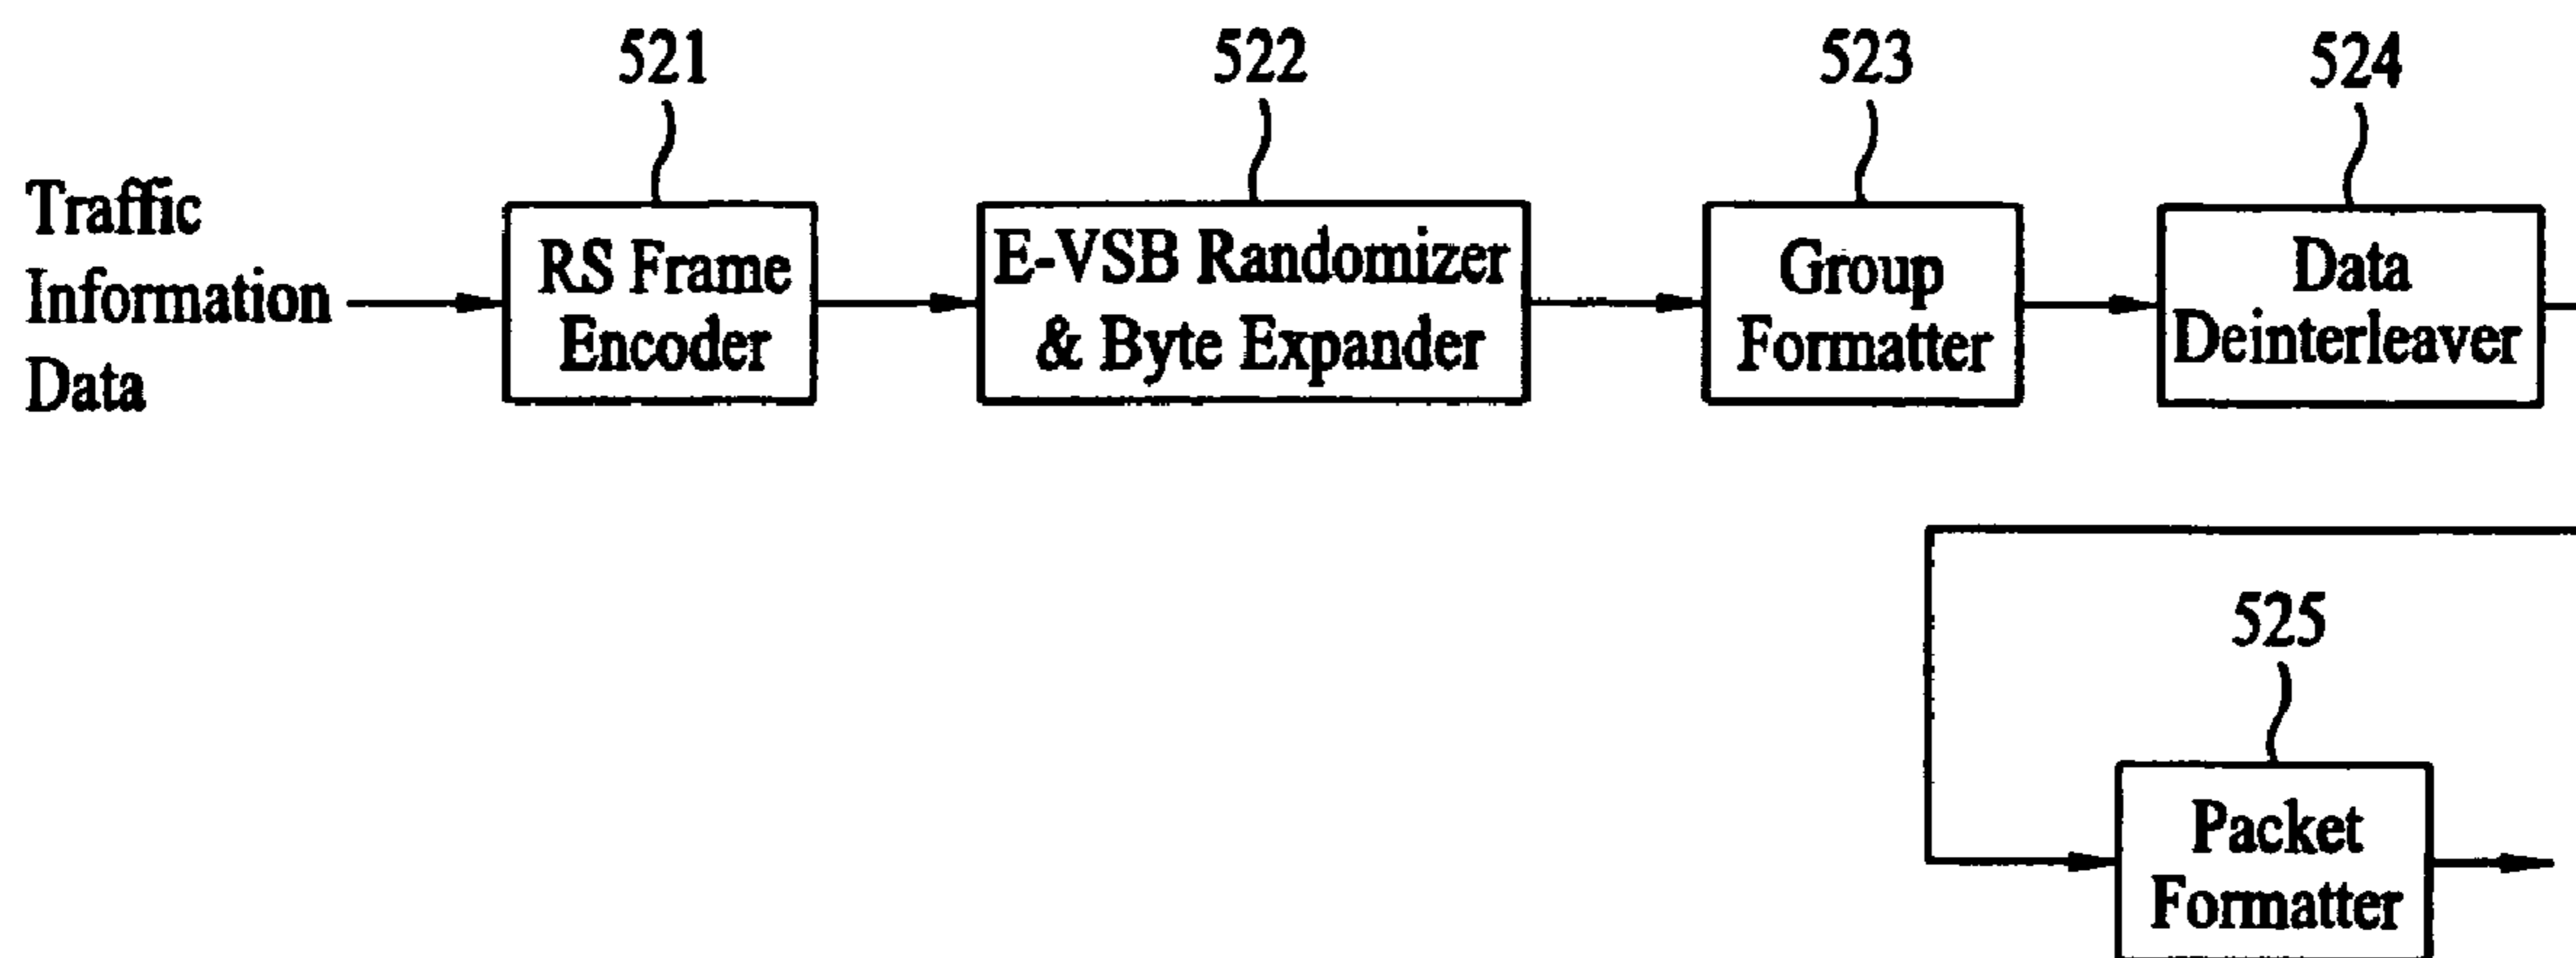 521
522
523
524
Traffic
Information
Data
RS Frame
Encoder
E-VSB Randomizer
& Byte Expander
Group
Formatter
Data
Deinterleaver
525
Packet
Formatter